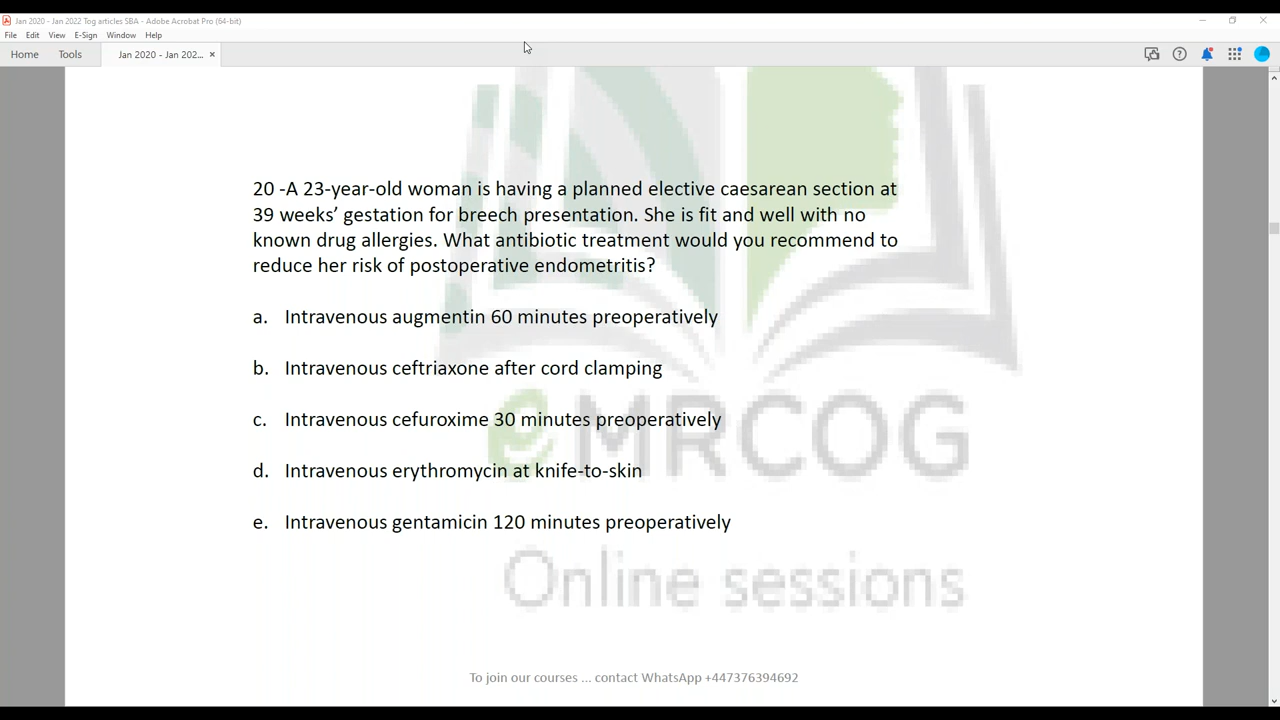 Jan 2020 - Jan 2022 Tog articles SBA - Adobe Acrobat Pro (64-bit)
File Edit View E-Sign Window Help
Home Tools Jan 2020 - Jan 202... ×
20 -A 23-year-old woman is having a planned elective caesarean section at
39 weeks’ gestation for breech presentation. She is fit and well with no
known drug allergies. What antibiotic treatment would you recommend to
reduce her risk of postoperative endometritis?
a. Intravenous augmentin 60 minutes preoperatively
b. Intravenous ceftriaxone after cord clamping
c. Intravenous cefuroxime 30 minutes preoperatively
d. Intravenous erythromycin at knife-to-skin
e. Intravenous gentamicin 120 minutes preoperatively
eMRCOG
Online sessions
To join our courses ... contact WhatsApp +447376394692